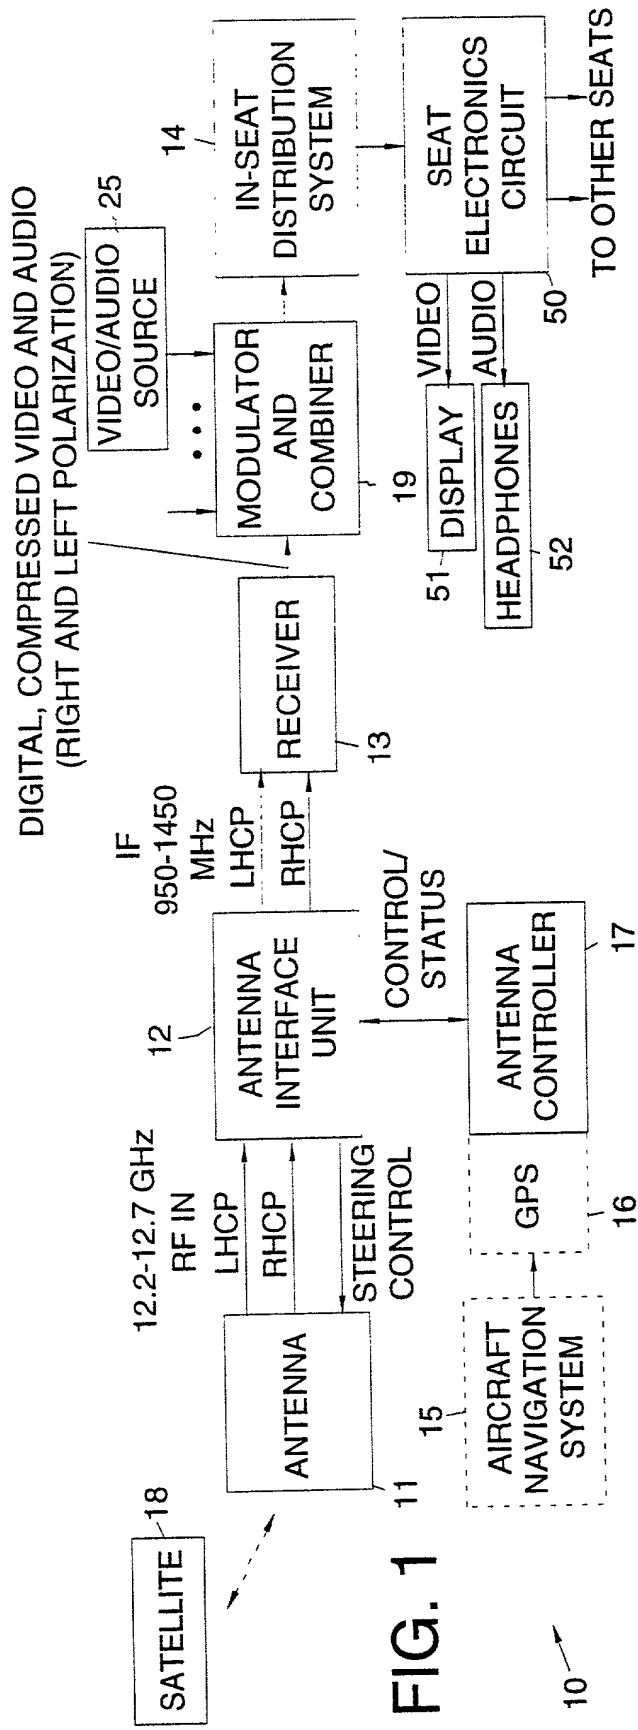 DIGITAL, COMPRESSED VIDEO AND AUDIO
(RIGHT AND LEFT POLARIZATION)
SATELLITE
18
ANTENNA
11
12.2-12.7 GHz
RF IN
LHCP
RHCP
STEERING
CONTROL
12
ANTENNA
INTERFACE
UNIT
IF
950-1450
MHz
LHCP
RHCP
RECEIVER
13
VIDEO/AUDIO
SOURCE
25
MODULATOR
AND
COMBINER
19
14
IN-SEAT
DISTRIBUTION
SYSTEM
CONTROL/
STATUS
15
AIRCRAFT
NAVIGATION
SYSTEM
GPS
16
ANTENNA
CONTROLLER
17
VIDEO
AUDIO
51
DISPLAY
HEADPHONES
52
SEAT
ELECTRONICS
CIRCUIT
50
TO OTHER SEATS
FIG. 1
10